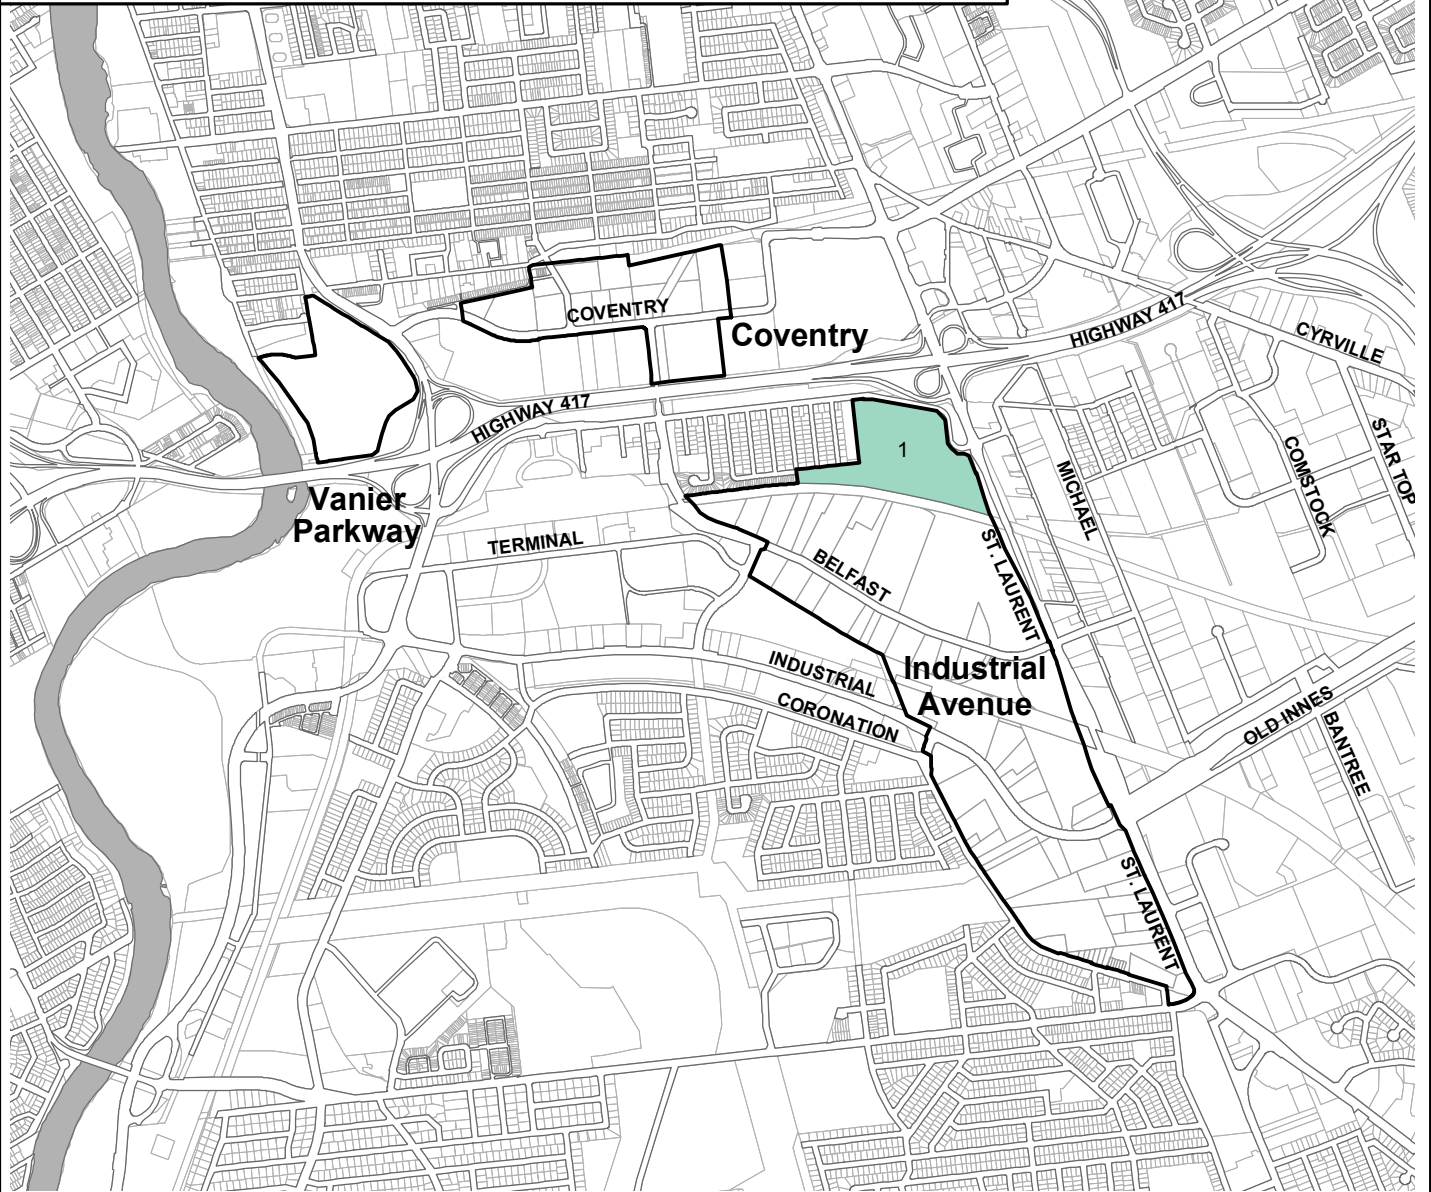 COVENTRY
Coventry
HIGHWAY 417
CYRVILLE
HIGHWAY 417
1
STAR TOP
COMSTOCK
MICHAEL
Vanier
Parkway
TERMINAL
BELFAST
ST. LAURENT
INDUSTRIAL
Industrial
Avenue
CORONATION
OLD INNES
BANTREE
ST. LAURENT